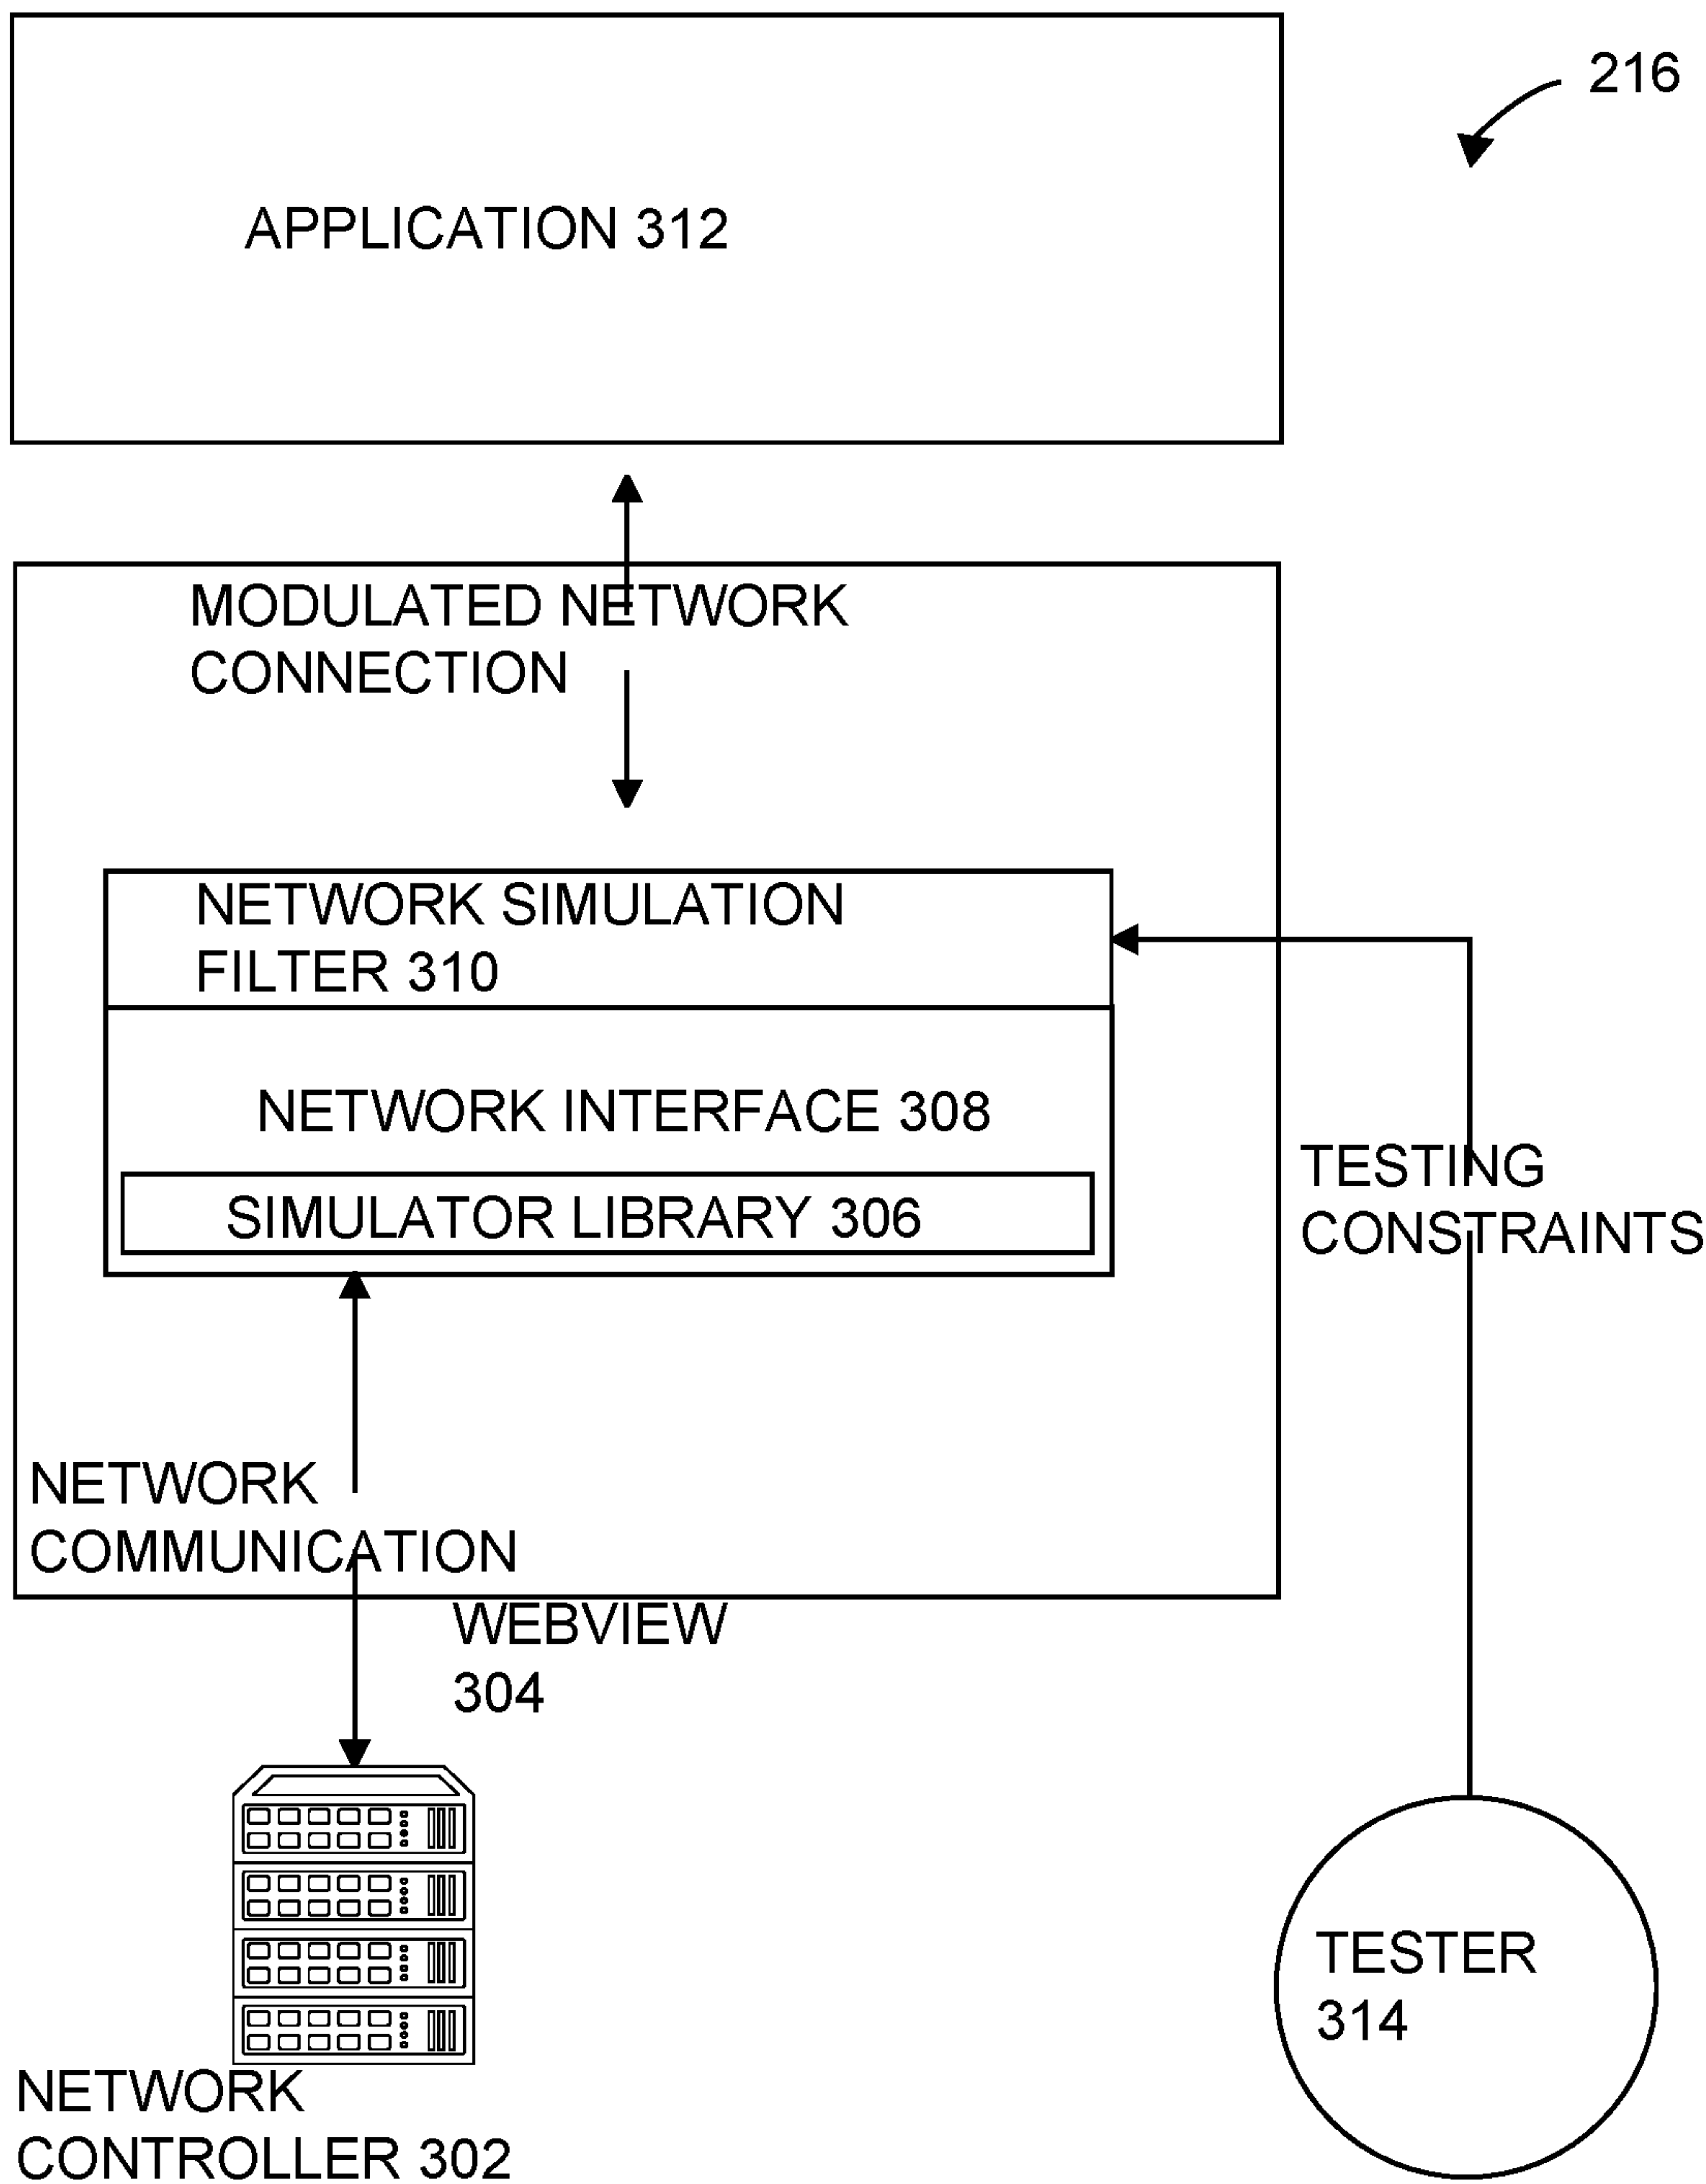 216
APPLICATION 312
MODULATED NETWORK
CONNECTION
NETWORK SIMULATION
FILTER 310
NETWORK INTERFACE 308
SIMULATOR LIBRARY 306
TESTING
CONSTRAINTS
NETWORK
COMMUNICATION
WEBVIEW
304
TESTER
314
NETWORK
CONTROLLER 302